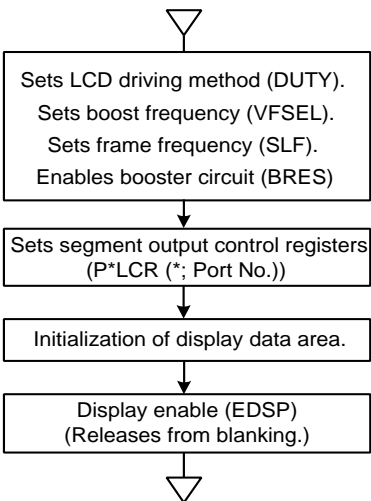 Sets LCD driving method (DUTY).
Sets boost frequency (VFSEL).
Sets frame frequency (SLF).
Enables booster circuit (BRES)
Sets segment output control registers
(P*LCR (*; Port No.))
Initialization of display data area.
Display enable (EDSP)
(Releases from blanking.)